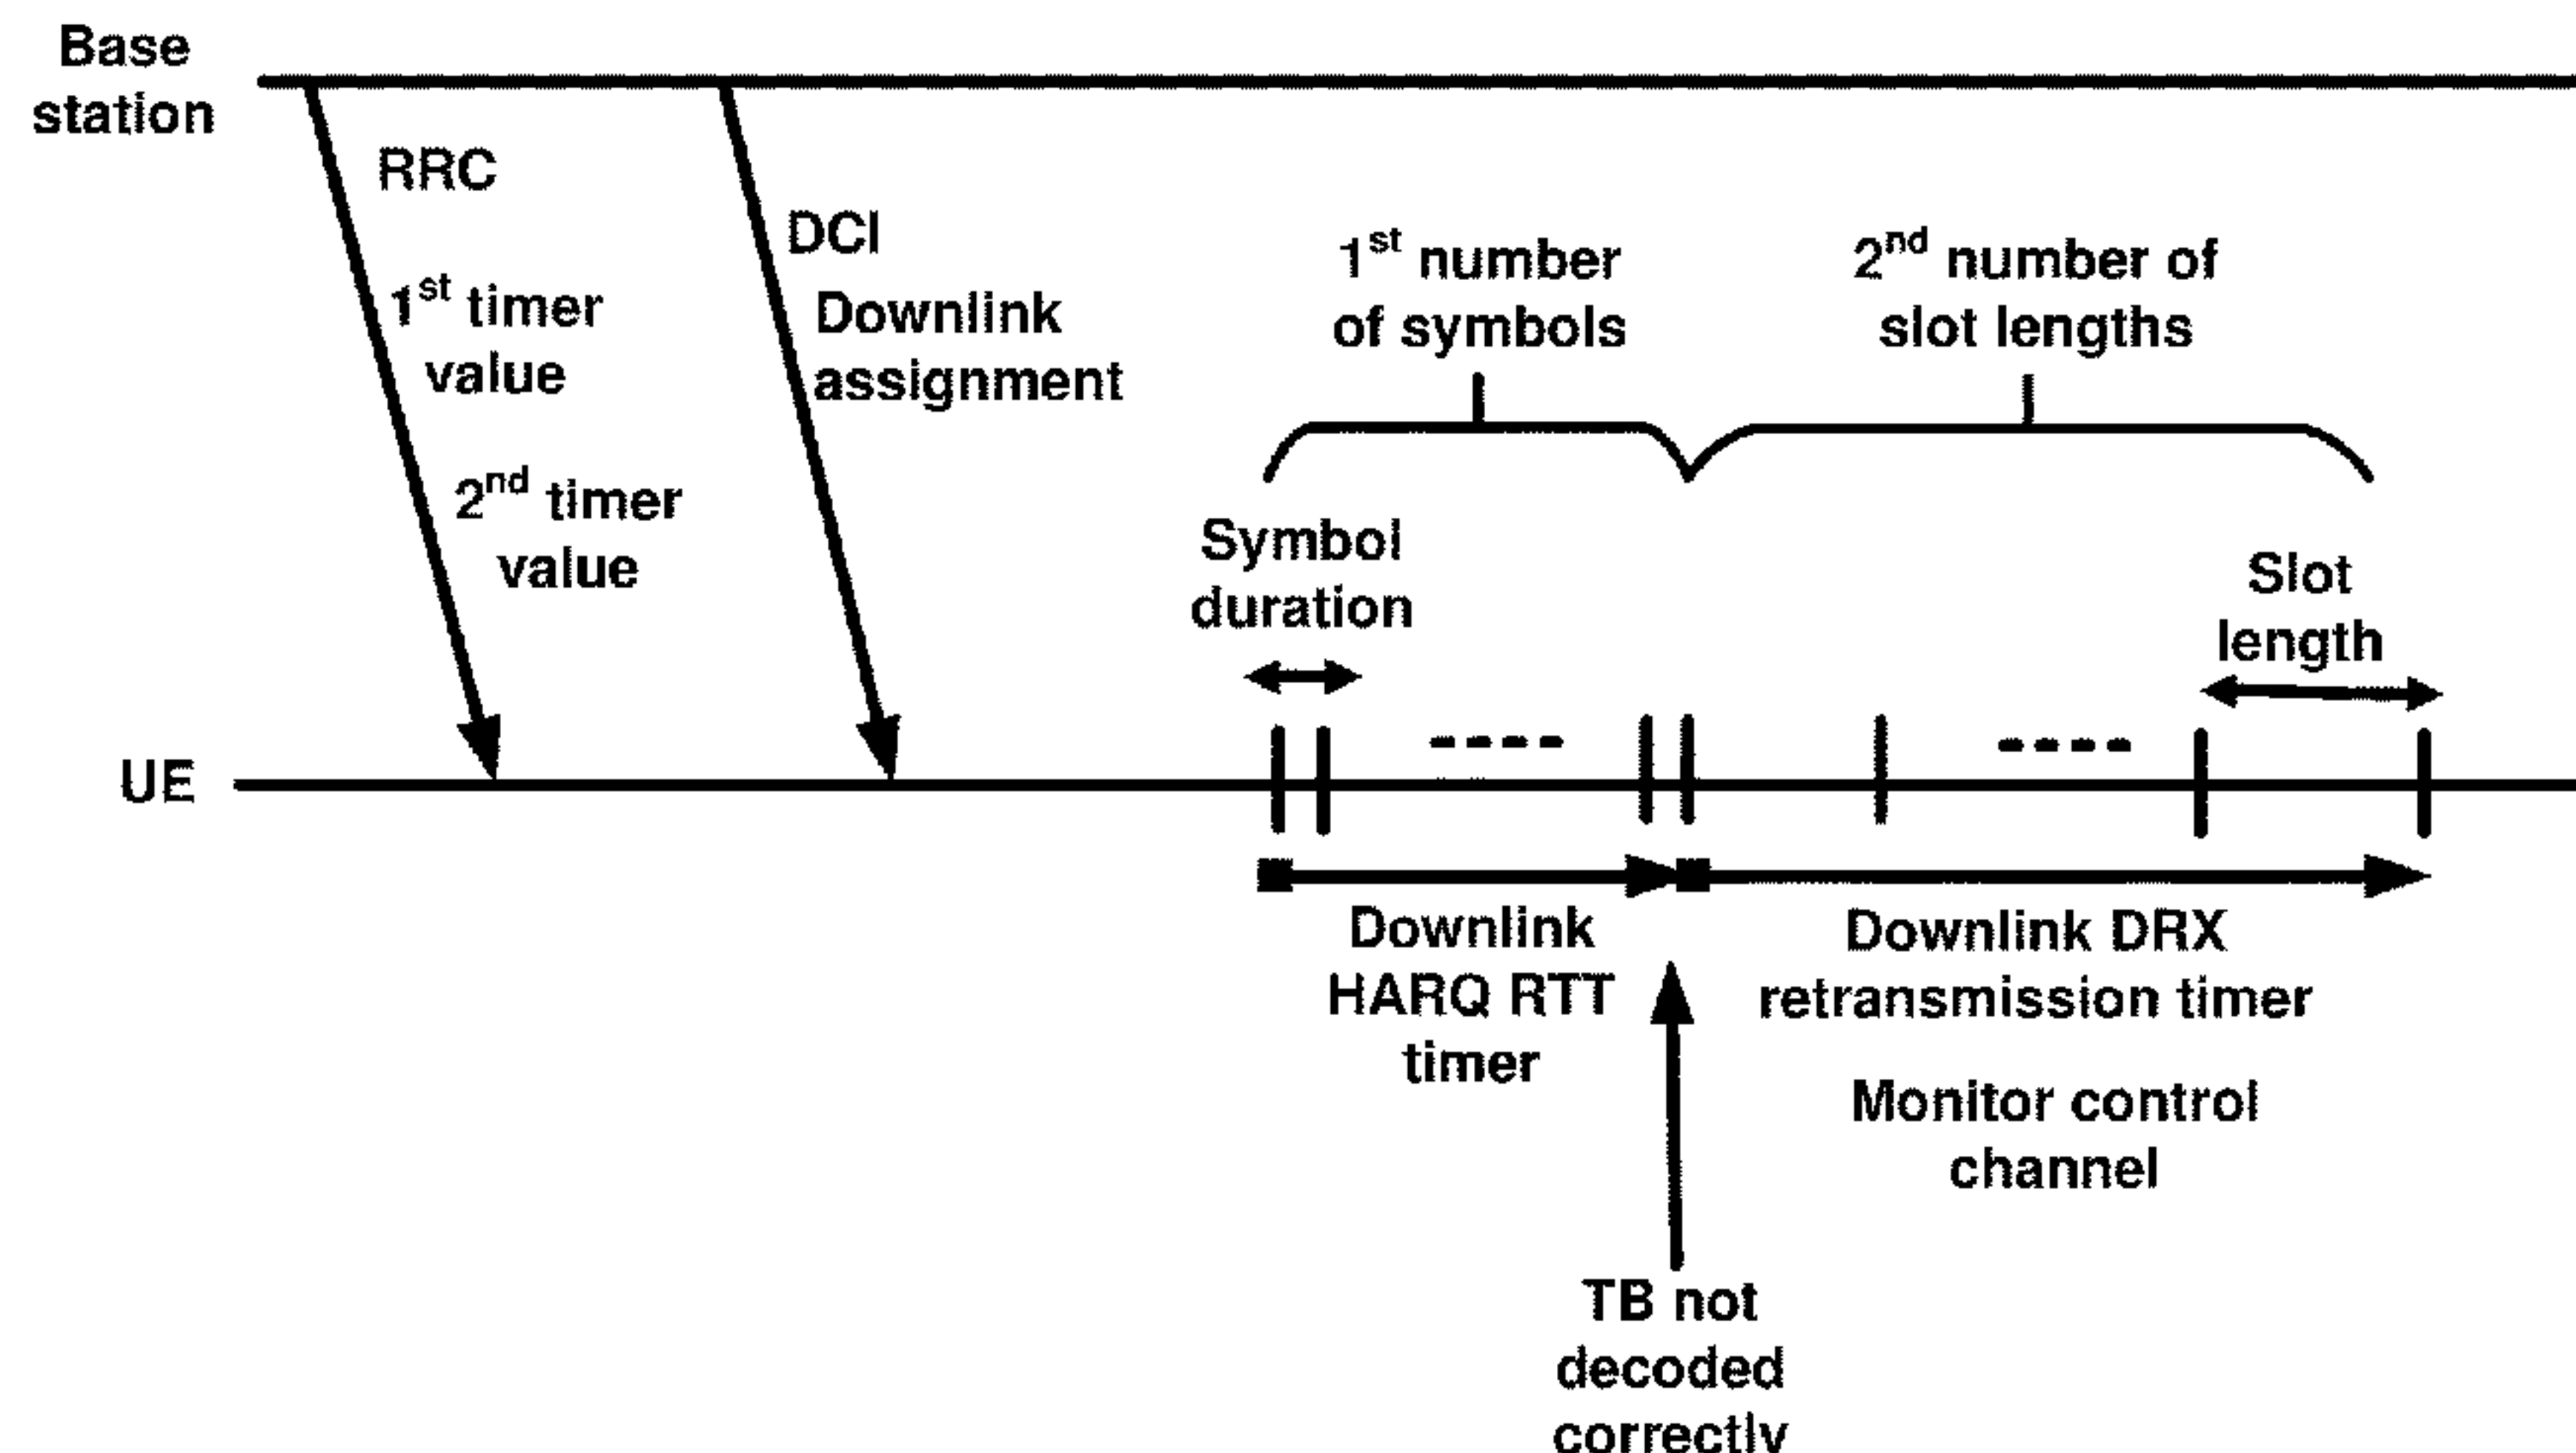 Base
station
RRC
1st timer
value
2nd timer
value
DCI
Downlink
assignment
1st number
of symbols
2nd number of
slot lengths
Symbol
duration
Slot
length
UE
Downlink
HARQ RTT
timer
Downlink DRX
retransmission timer
Monitor control
channel
TB not
decoded
correctly